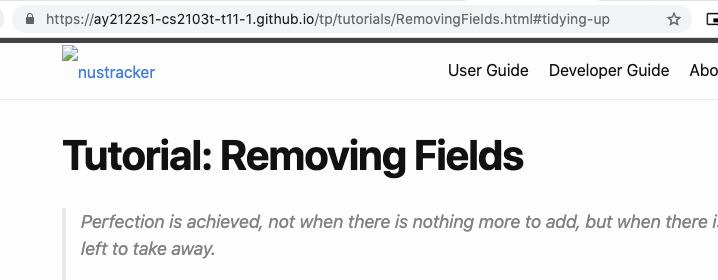 https://ay2122s1-cs2103t-t11-1.github.io/tp/tutorials/RemovingFields.html#tidying-up
nustracker
User Guide Developer Guide Abo
Tutorial: Removing Fields
Perfection is achieved, not when there is nothing more to add, but when there is
left to take away.